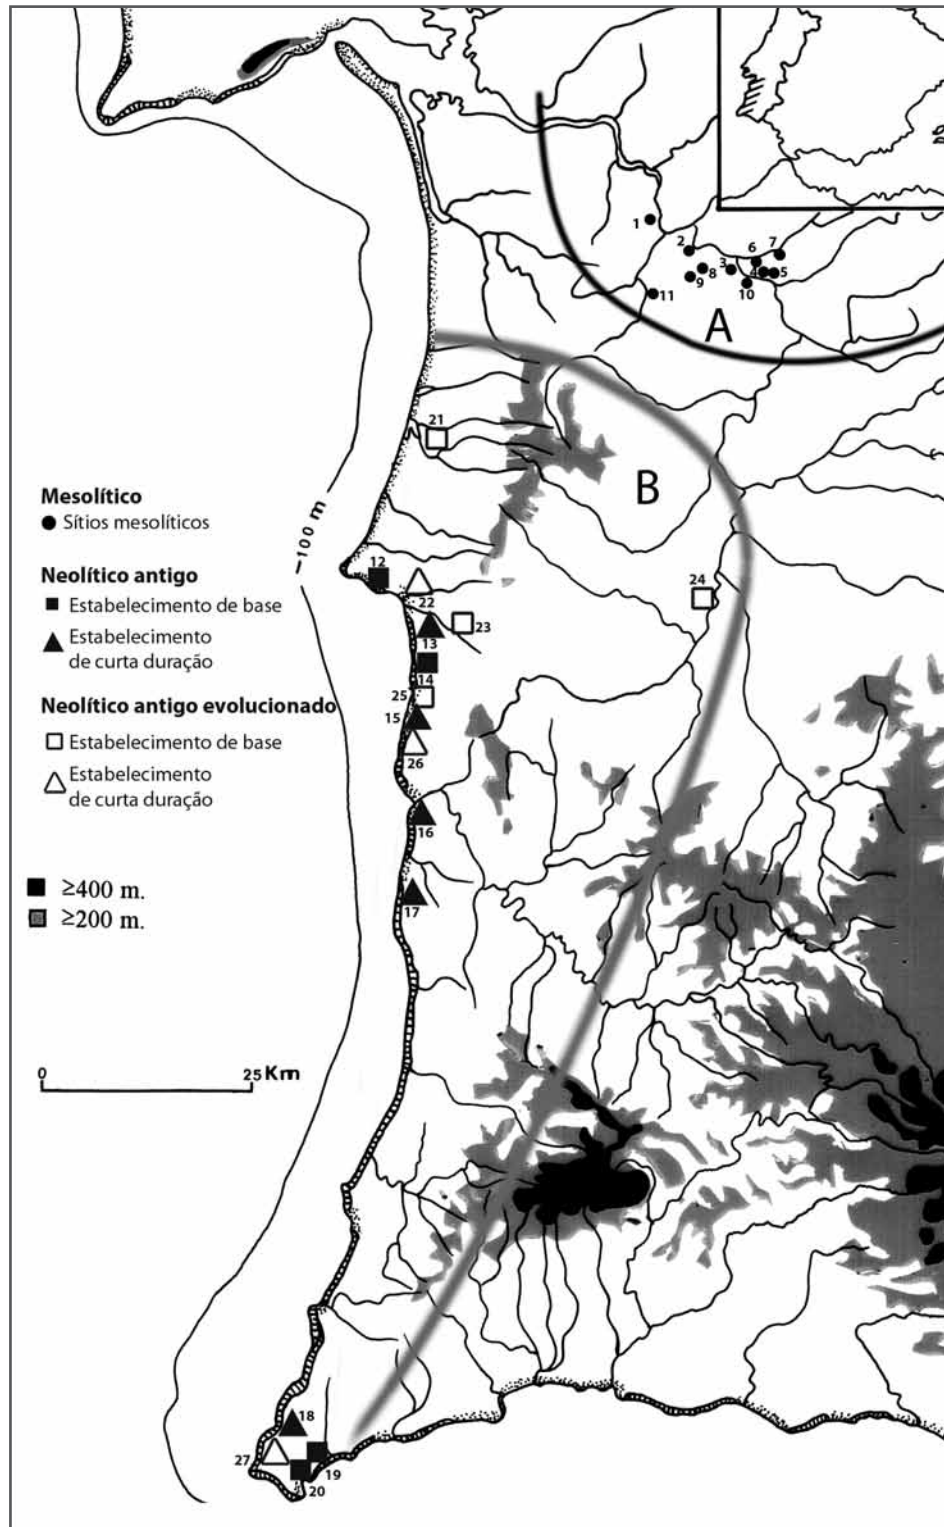 1
2
3
4
5
6
7
8
9
10
11
A
21
B
−100 m
Mesolítico
Sítios mesolíticos
Neolítico antigo
Estabelecimento de base
Estabelecimento
de curta duração
Neolítico antigo evolucionado
Estabelecimento de base
Estabelecimento
de curta duração
12
22
24
23
13
14
25
15
26
16
17
≥400 m.
≥200 m.
0 25 Km
18
27
19
20